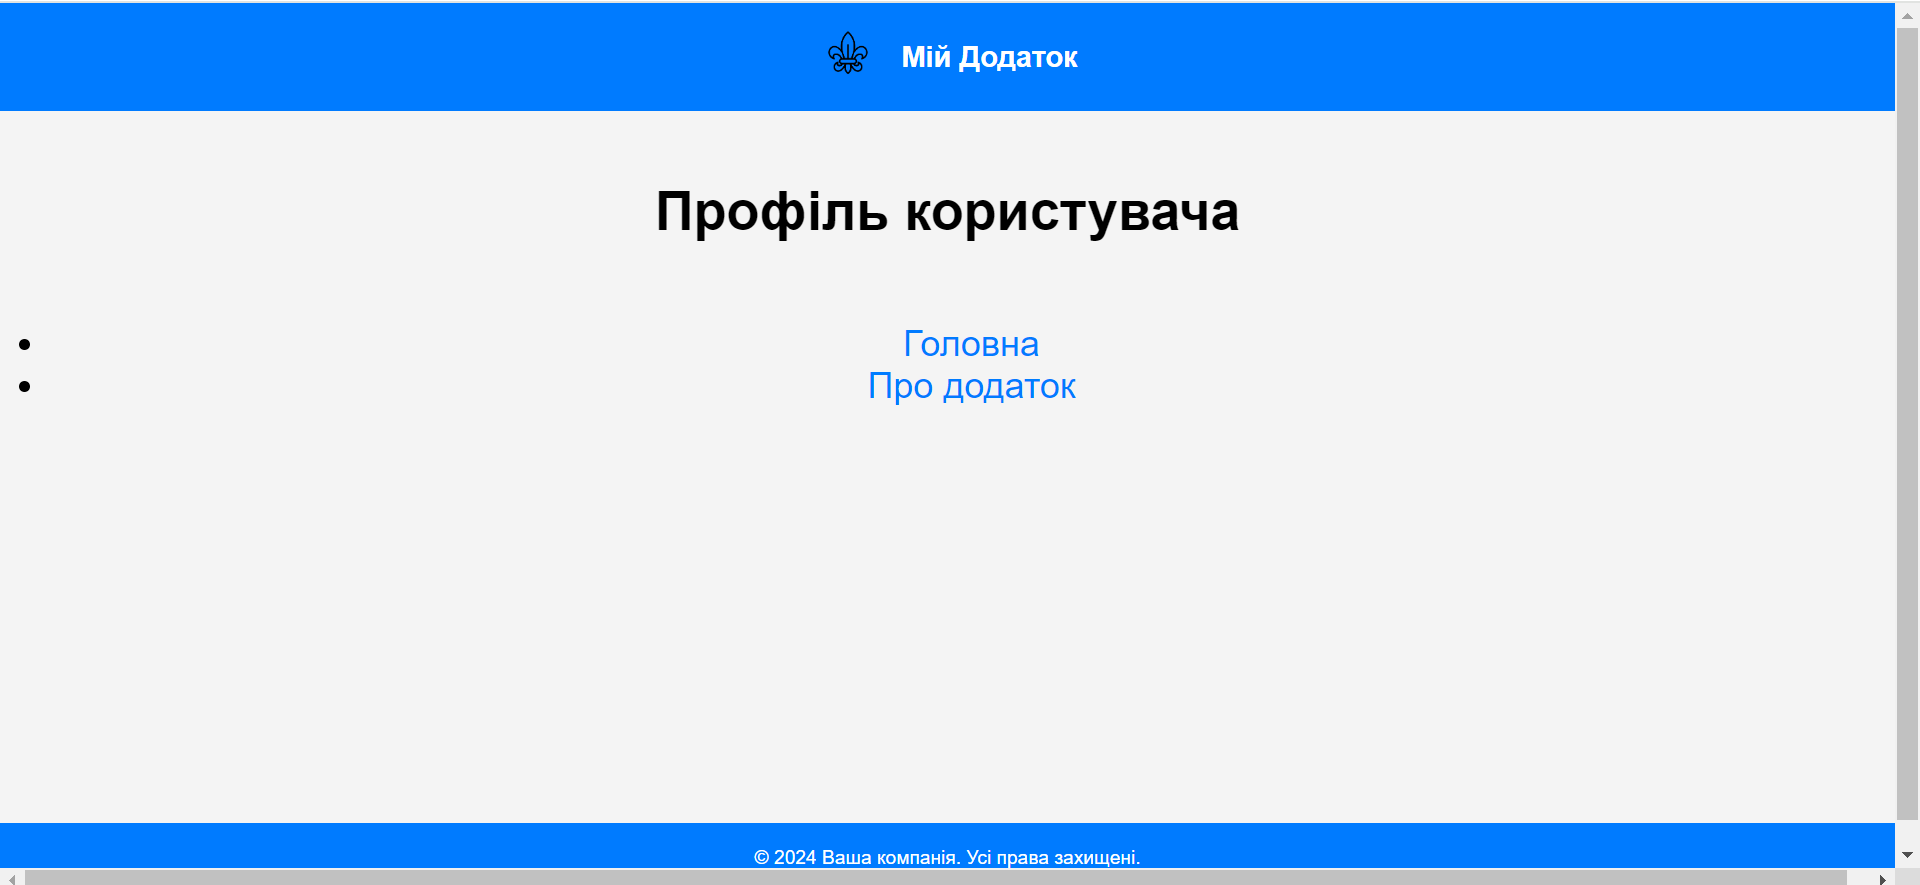 Мій Додаток
Профіль користувача
Головна
Про додаток
© 2024 Ваша компанія. Усі права захищені.